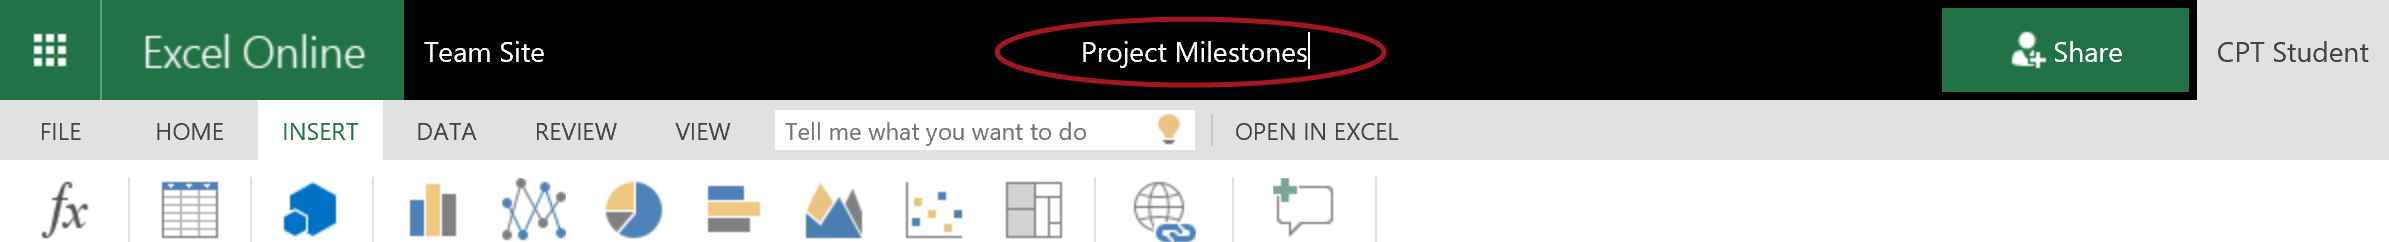 Excel Online Team Site Project Milestones Share CPT Student
FILE HOME INSERT DATA REVIEW VIEW Tell me what you want to do OPEN IN EXCEL
fx